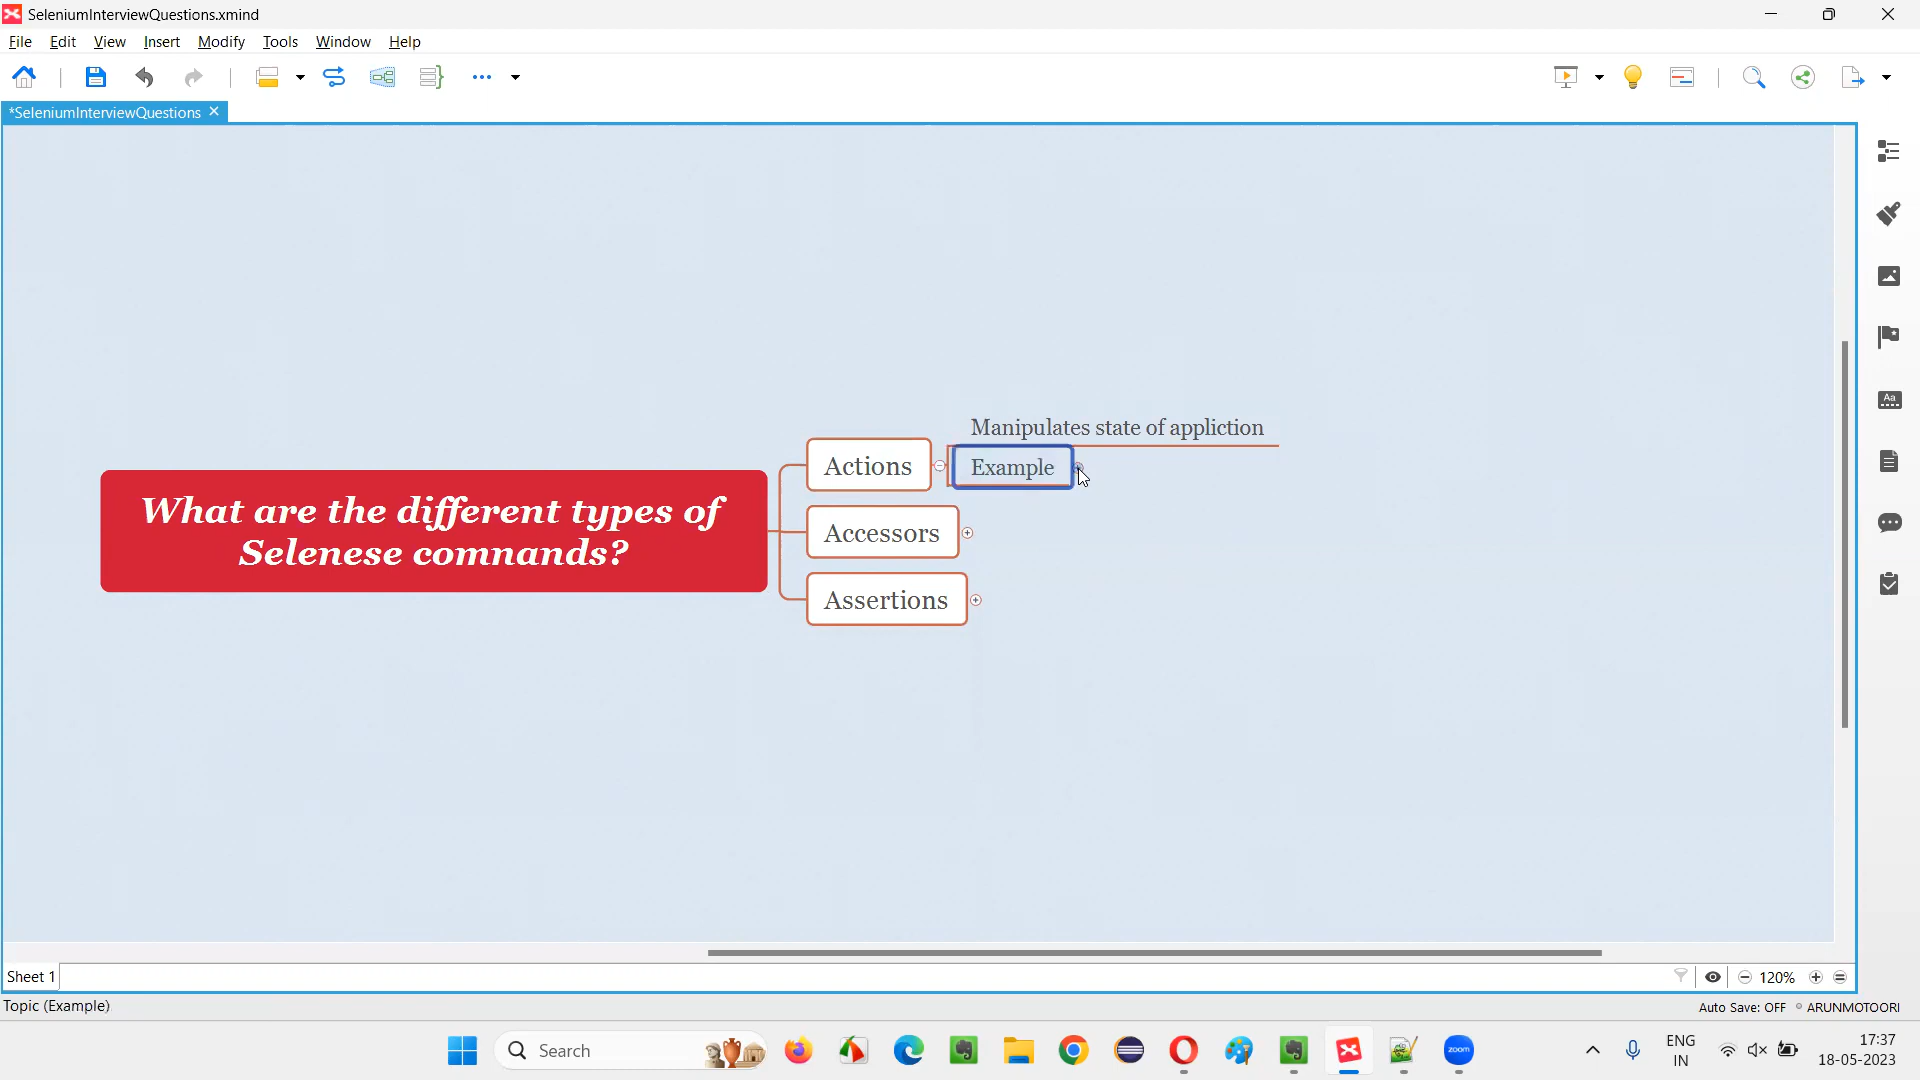 SeleniumInterviewQuestions.xmind
File Edit View Insert Modify Tools Window Help
*SeleniumInterviewQuestions
Manipulates state of appliction
Actions
Example
What are the different types of
Selenese comnands?
Accessors
Assertions
Aa
Sheet 1
120%
Topic (Example)
Auto Save: OFF
ARUNMOTOORI
Search
zoom
ENG
IN
17:37
18-05-2023